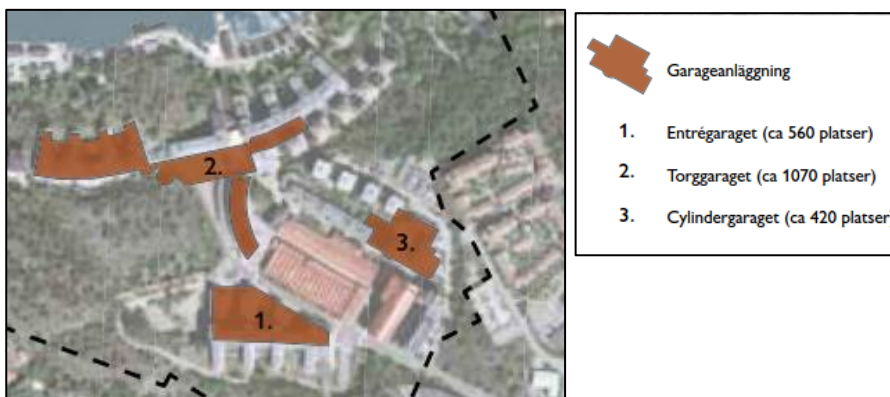 2.
3.
1.
Garageanläggning
1. Entrégaraget (ca 560 platser)
2. Torggaraget (ca 1070 platser)
3. Cylindergaraget (ca 420 platser